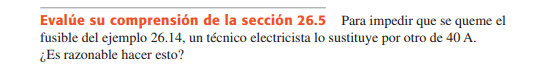 Evalúe su comprensión de la sección 26.5 Para impedir que se queme el
fusible del ejemplo 26.14, un técnico electricista lo sustituye por otro de 40 A.
¿Es razonable hacer esto?